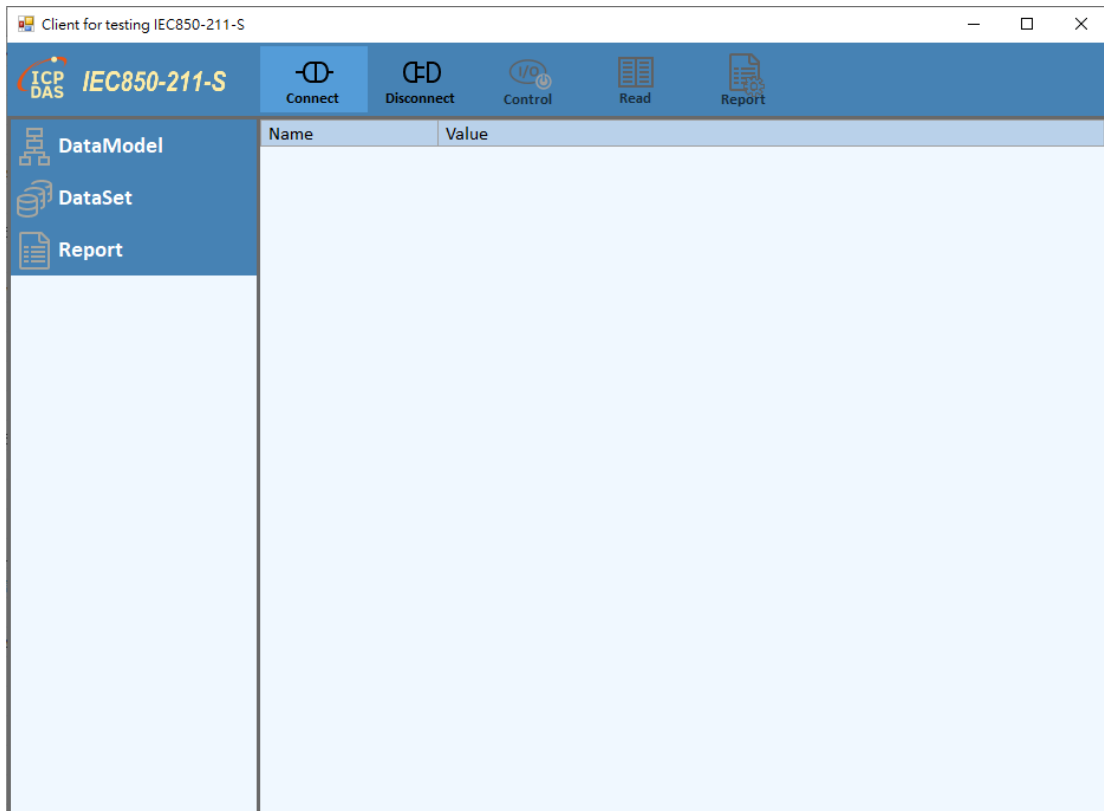 Client for testing IEC850-211-S
ICP DAS IEC850-211-S
Connect Disconnect Control Read Report
DataModel
DataSet
Report
Name Value